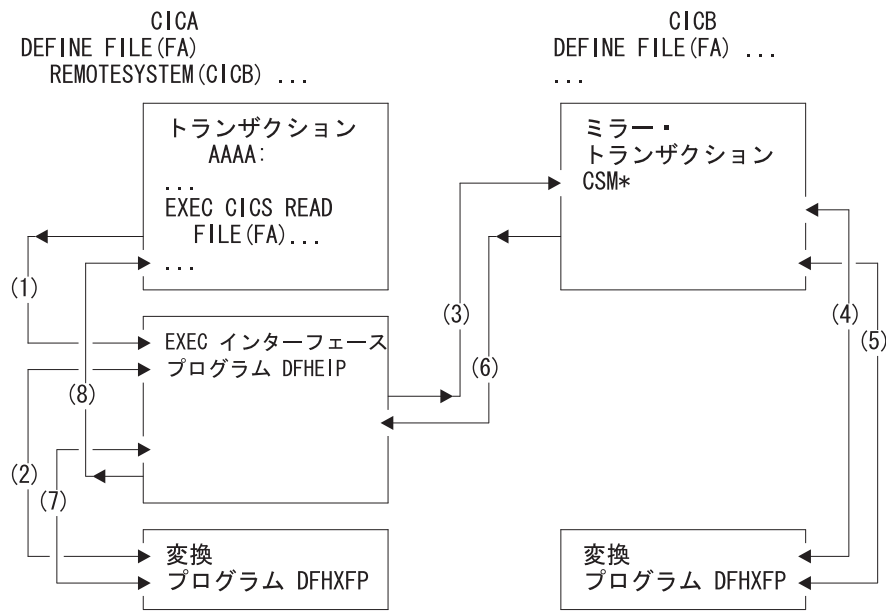 CICA
DEFINE FILE(FA)
REMOTESYSTEM(CICB) ...
CICB
DEFINE FILE(FA) ...
...
トランザクション
AAAA:
...
EXEC CICS READ
FILE(FA)...
...
ミラー・
トランザクション
CSM*
(1)
(3)
(4)
(5)
EXEC インターフェース
プログラム DFHEIP
(6)
(8)
(2)
(7)
変換
プログラム DFHXFP
変換
プログラム DFHXFP